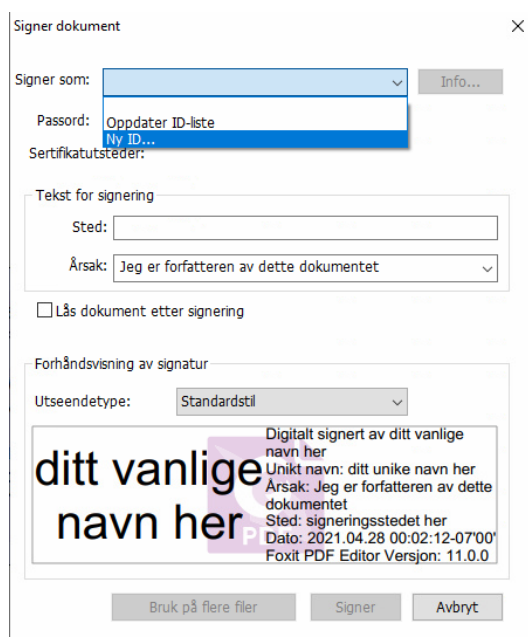 Signer dokument
Signer som:
Info...
Oppdater ID-liste
Ny ID...
Passord:
Sertifikatutsteder:
Tekst for signering
Sted:
Årsak: Jeg er forfatteren av dette dokumentet
Lås dokument etter signering
Forhåndsvisning av signatur
Utseendetype: Standardstil
ditt vanlige
navn her
Digitalt signert av ditt vanlige
navn her
Unikt navn: ditt unike navn her
Årsak: Jeg er forfatteren av dette
dokumentet
Sted: signeringsstedet her
Dato: 2021.04.28 00:02:12-07'00'
Foxit PDF Editor Versjon: 11.0.0
PDF
Bruk på flere filer
Signer
Avbryt